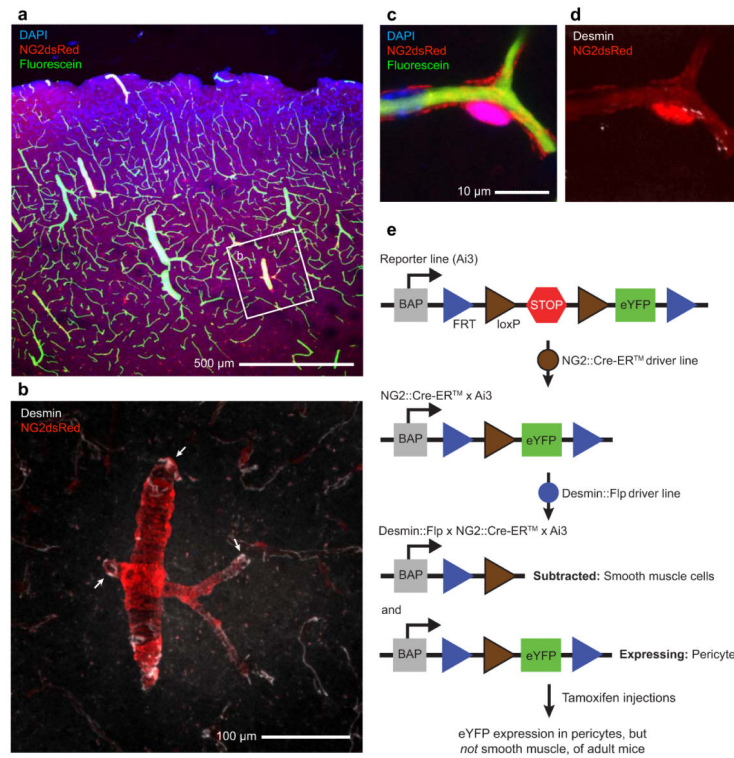 a
DAPI
NG2dsRed
Fluorescein
b
500 µm
b
Desmin
NG2dsRed
100 µm
c
DAPI
NG2dsRed
Fluorescein
10 µm
d
Desmin
NG2dsRed
e
Reporter line (Ai3)
BAP
STOP
eYFP
FRT
loxP
NG2::Cre-ER™ driver line
NG2::Cre-ER™ x Ai3
BAP
eYFP
Desmin::Flp driver line
Desmin::Flp x NG2::Cre-ER™ x Ai3
BAP
Subtracted: Smooth muscle cells
and
BAP
eYFP
Expressing: Pericyte
Tamoxifen injections
eYFP expression in pericytes, but
not smooth muscle, of adult mice